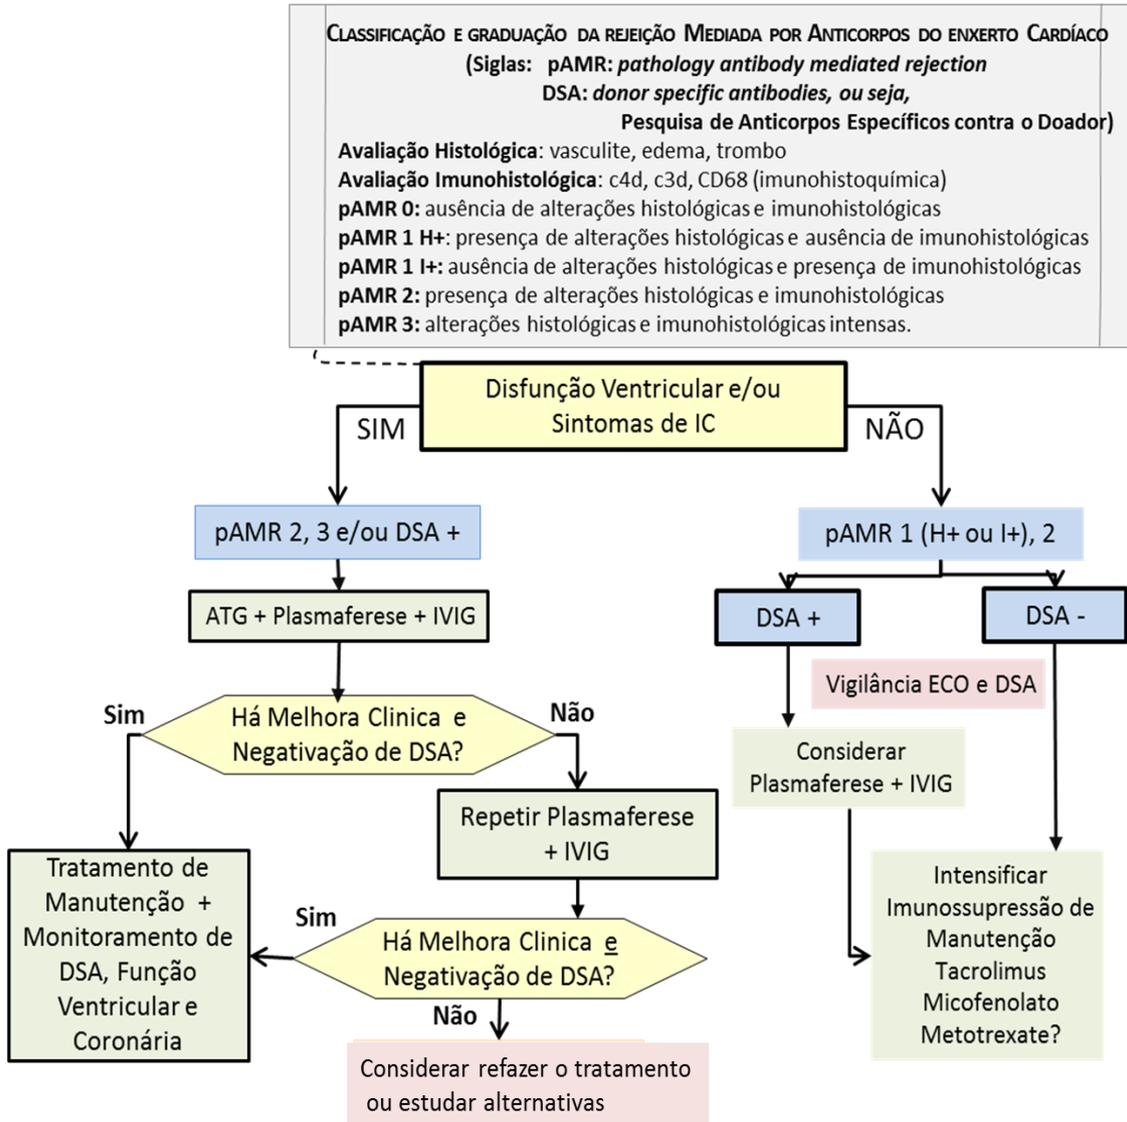 CLASSIFICAÇÃO E GRADUAÇÃO DA REJEIÇÃO MEDIADA POR ANTICORPOS DO ENXERTO CARDÍACO
(Siglas: pAMR: pathology antibody mediated rejection
DSA: donor specific antibodies, ou seja,
Pesquisa de Anticorpos Específicos contra o Doador)
Avaliação Histológica: vasculite, edema, trombo
Avaliação Imunohistológica: c4d, c3d, CD68 (imunohistoquímica)
pAMR 0: ausência de alterações histológicas e imunohistológicas
pAMR 1 H+: presença de alterações histológicas e ausência de imunohistológicas
pAMR 1 I+: ausência de alterações histológicas e presença de imunohistológicas
pAMR 2: presença de alterações histológicas e imunohistológicas
pAMR 3: alterações histológicas e imunohistológicas intensas.
Disfunção Ventricular e/ou
Sintomas de IC
SIM
NÃO
pAMR 2, 3 e/ou DSA +
pAMR 1 (H+ ou I+), 2
ATG + Plasmaferese + IVIG
DSA +
DSA -
Vigilância ECO e DSA
Sim
Há Melhora Clinica e
Negativação de DSA?
Não
Considerar
Plasmaferese + IVIG
Repetir Plasmaferese
+ IVIG
Tratamento de
Manutenção +
Monitoramento de
DSA, Função
Ventricular e
Coronária
Sim
Há Melhora Clinica e
Negativação de DSA?
Não
Intensificar
Imunossupressão de
Manutenção
Tacrolimus
Micofenolato
Metotrexate?
Considerar refazer o tratamento
ou estudar alternativas